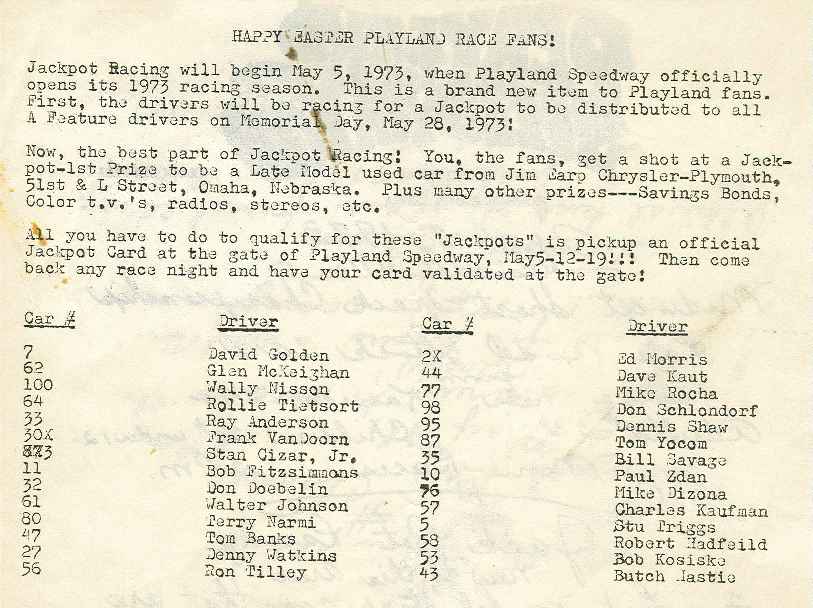 HAPPY EASTER PLAYLAND RACE FANS!
Jackpot Racing will begin May 5, 1973, when Playland Speedway officially
opens its 1973 racing season. This is a brand new item to Playland fans.
First, the drivers will be racing for a Jackpot to be distributed to all
A Feature drivers on Memorial Day, May 28, 1973!
Now, the best part of Jackpot Racing! You, the fans, get a shot at a Jack-
pot-1st Prize to be a Late Model used car from Jim Earp Chrysler-Plymouth,
51st & L Street, Omaha, Nebraska. Plus many other prizes---Savings Bonds,
Color t.v.'s, radios, stereos, etc.
All you have to do to qualify for these "Jackpots" is pickup an official
Jackpot Card at the gate of Playland Speedway, May5-12-19!!! Then come
back any race night and have your card validated at the gate!
Car # Driver Car # Driver
7 David Golden 2X Ed Morris
62 Glen McKeighan 44 Dave Kaut
100 Wally Nisson 77 Mike Rocha
64 Rollie Tietsort 98 Don Schlondorf
33 Ray Anderson 95 Dennis Shaw
30X Frank VanDoorn 87 Tom Yocom
873 Stan Cizar, Jr. 35 Bill Savage
11 Bob Fitzsimmons 10 Paul Zdan
32 Don Doebelin 76 Mike Dizona
61 Walter Johnson 57 Charles Kaufman
80 Terry Narmi 5 Stu Triggs
47 Tom Banks 58 Robert Hadfeild
27 Denny Watkins 53 Bob Kosiske
56 Ron Tilley 43 Butch Hastie